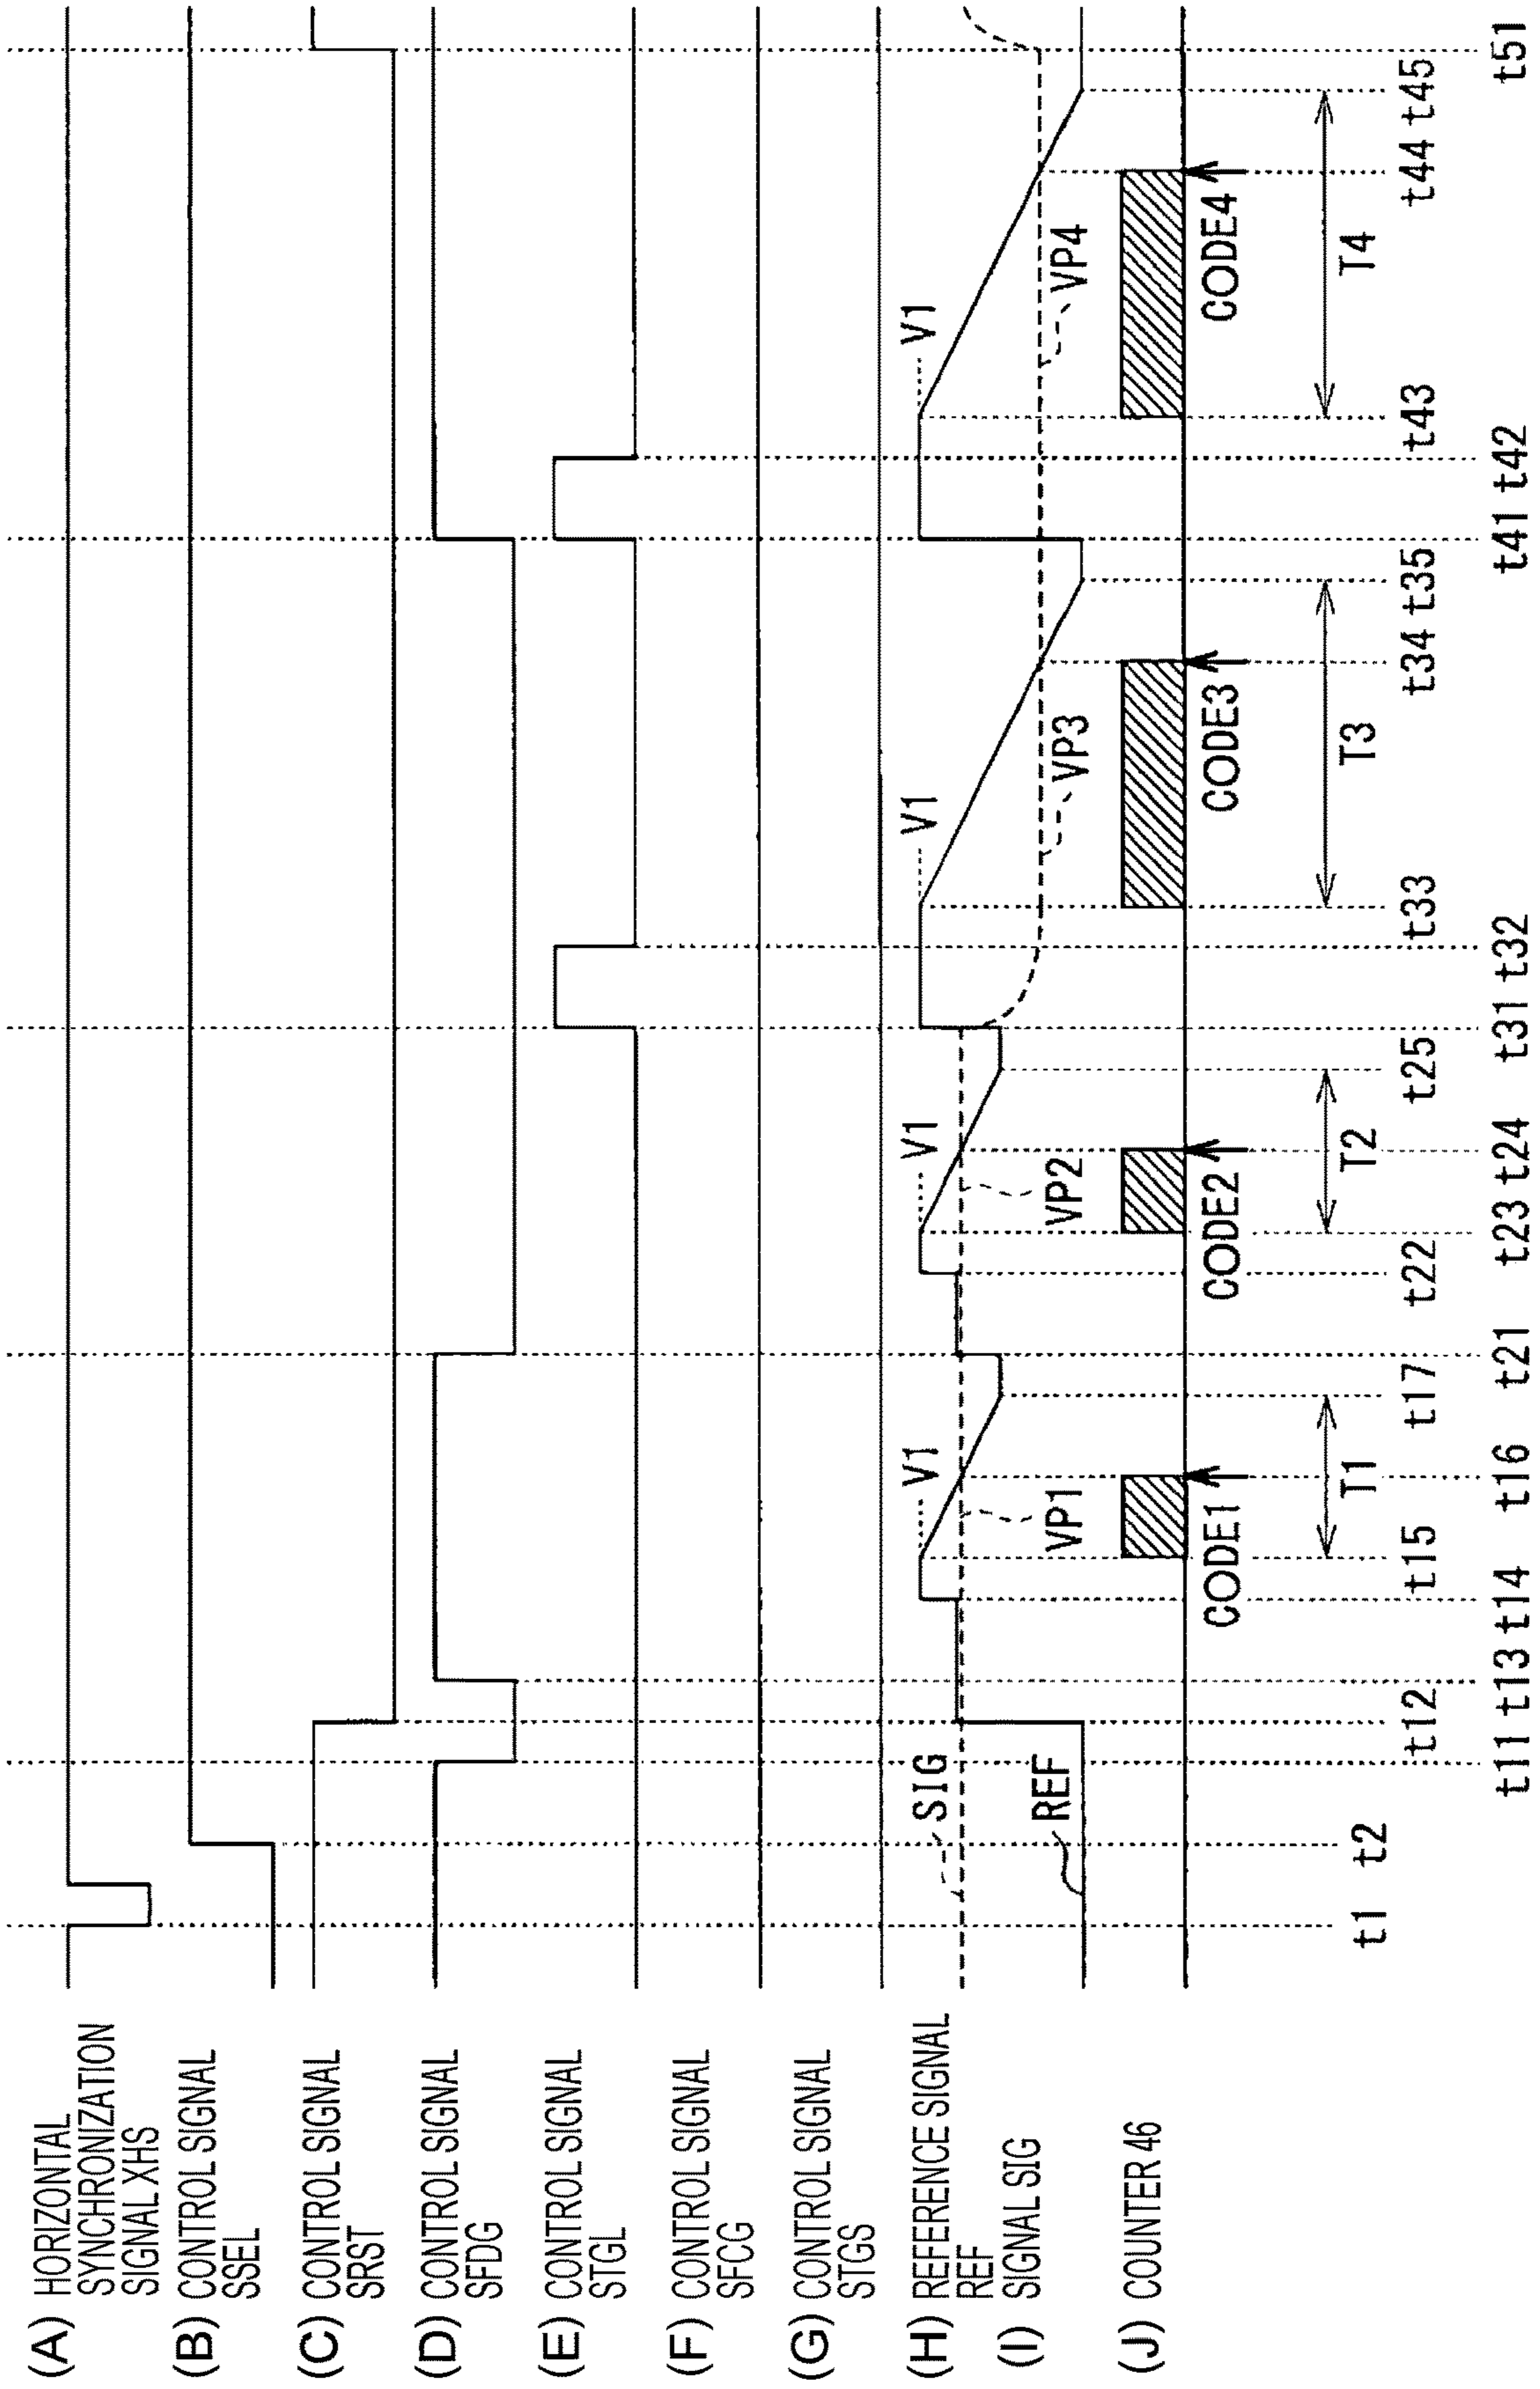 (A) HORIZONTAL
SYNCHRONIZATION
SIGNAL XHS
(B) CONTROL SIGNAL
SSEL
(C) CONTROL SIGNAL
SRST
(D) CONTROL SIGNAL
SFDG
(E) CONTROL SIGNAL
STGL
(F) CONTROL SIGNAL
SFCG
(G) CONTROL SIGNAL
STGS
(H) REFERENCE SIGNAL
REF
(I) SIGNAL SIG
(J) COUNTER 46
SIG
REF
V1
V1
V1
V1
VP1
VP2
VP3
VP4
CODE1
CODE2
CODE3
CODE4
T1
T2
T3
T4
t1 t2
t12 t15 t17 t22 t25 t33 t34 t35 t43 t44 t45
t11 t13 t14 t16 t21 t23 t24 t31 t32 t41 t42 t51